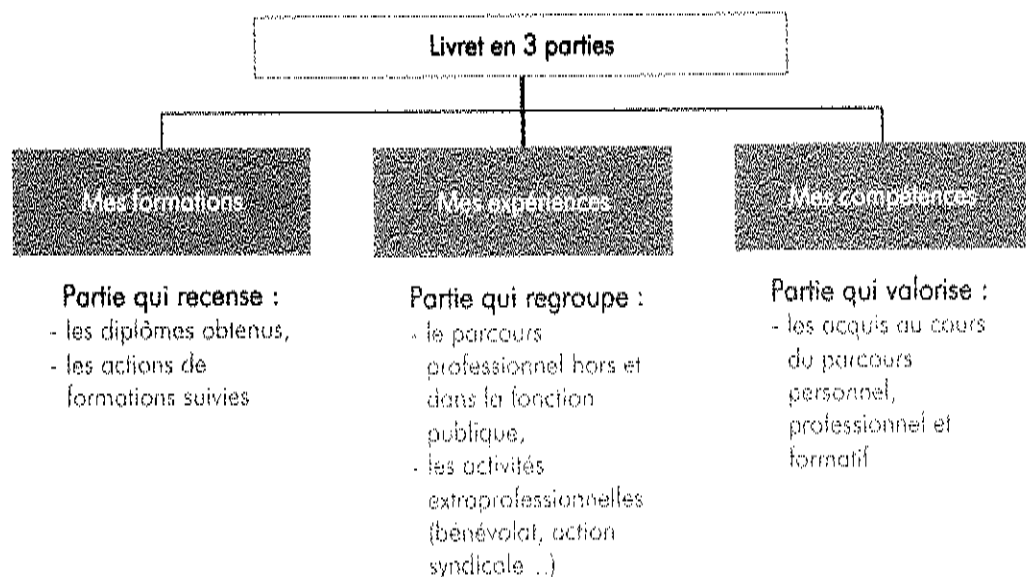 Livret en 3 parties
Mes formations
Mes expériences
Mes compétences
Partie qui recense :
- les diplômes obtenus,
- les actions de
formations suivies
Partie qui regroupe :
- le parcours
professionnel hors et
dans la fonction
publique,
- les activités
extraprofessionnelles
(bénévolat, action
syndicale ...)
Partie qui valorise :
- les acquis au cours
du parcours
personnel,
professionnel et
formatif